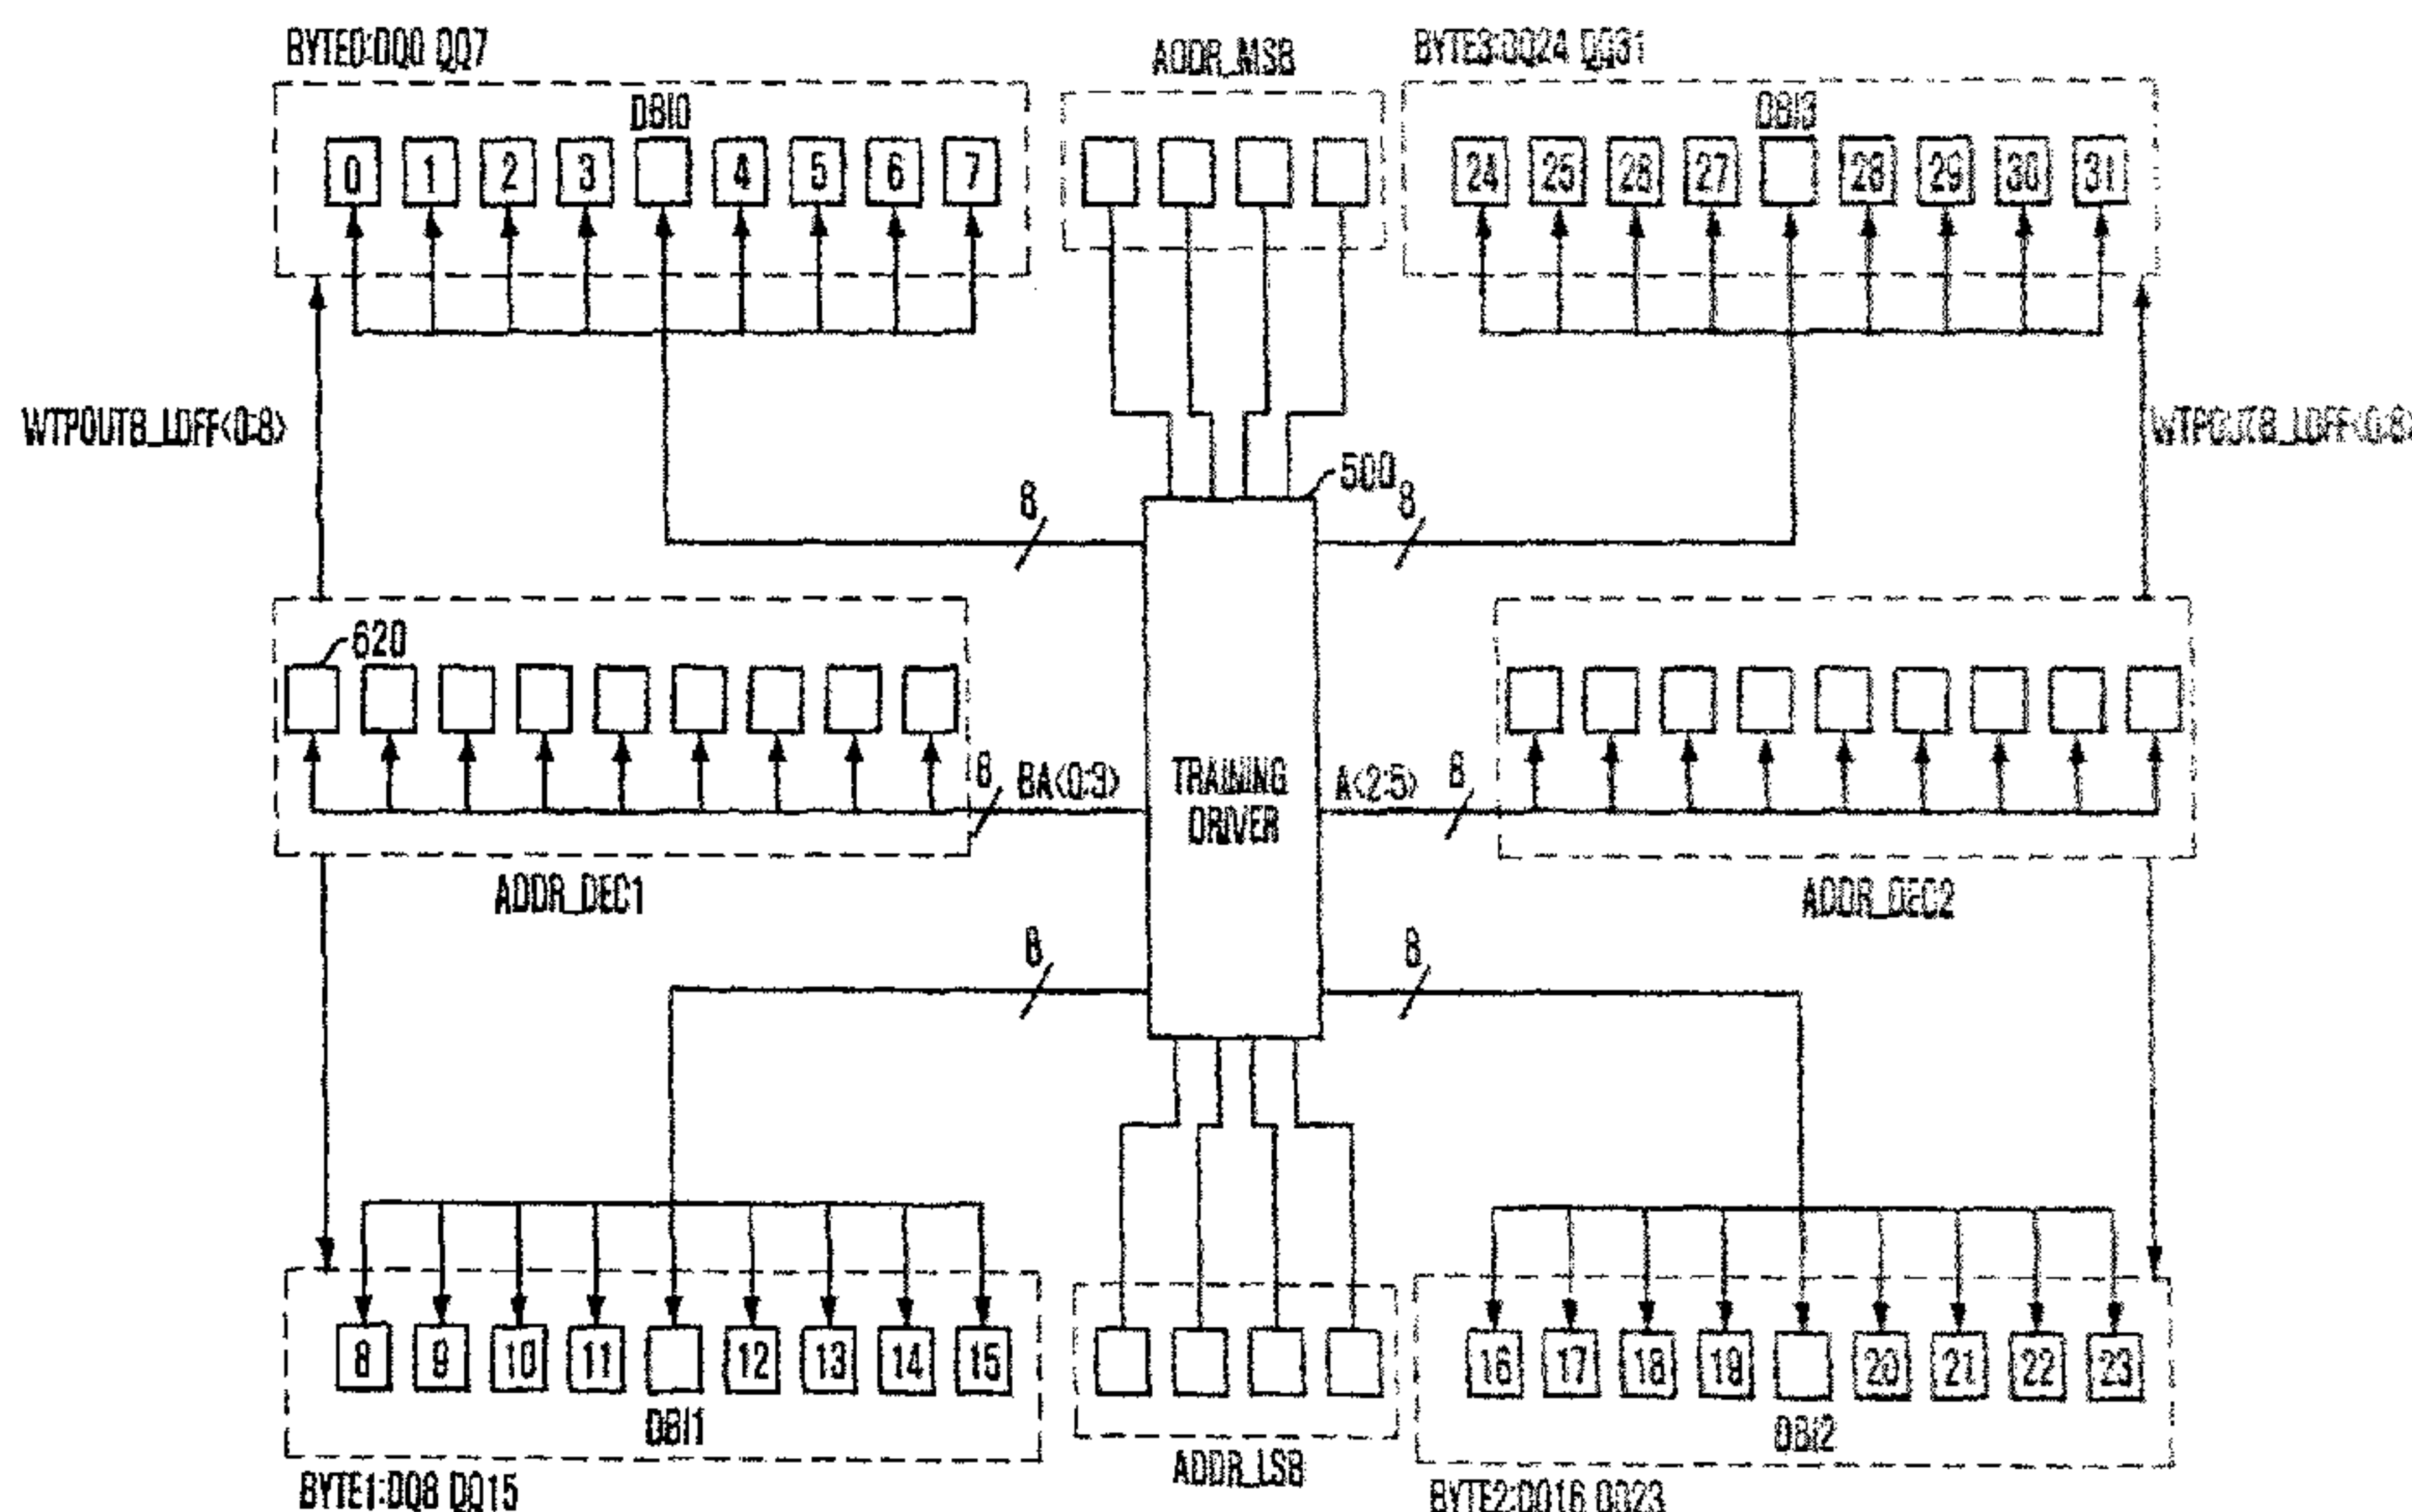 BYTE0:DQ0 QQ7
ADDR_MSB
BYTE3:DQ24 DQ31
DBI0
DBI3
0 1 2 3 4 5 6 7
24 25 26 27 28 29 30 31
WTPOUTB_LOFF<0:8>
WTPOUTB_LOFF<0:8>
500
8
8
620
8
BA<0:3>
TRAINING
DRIVER
A<2:5>
8
ADDR_DEC1
ADDR_DEC2
8
8
8 9 10 11 12 13 14 15
16 17 18 19 20 21 22 23
DBI1
DBI2
ADDR_LSB
BYTE1:DQ8 DQ15
BYTE2:DQ16 DQ23